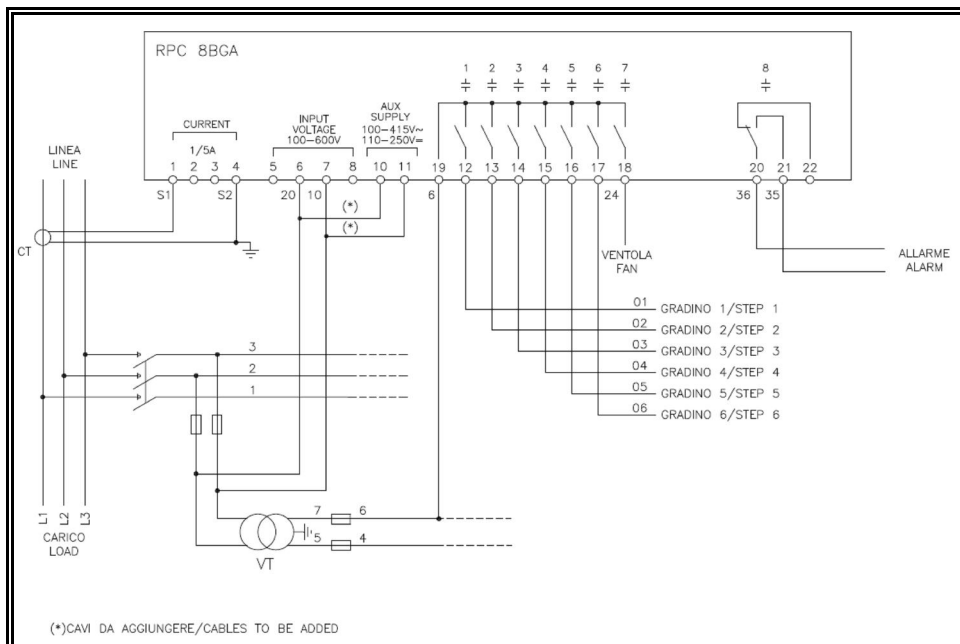 RPC 8BGA
1 2 3 4 5 6 7 8
CURRENT
1/5A
INPUT
VOLTAGE
100-600V
AUX
SUPPLY
100-415V~
110-250V=
LINEA
LINE
1 2 3 4 5 6 7 8 10 11 19 12 13 14 15 16 17 18 20 21 22
S1 S2 20 10 6 24 36 35
(*)
(*)
CT
VENTOLA
FAN
ALLARME
ALARM
01 GRADINO 1/STEP 1
02 GRADINO 2/STEP 2
03 GRADINO 3/STEP 3
04 GRADINO 4/STEP 4
05 GRADINO 5/STEP 5
06 GRADINO 6/STEP 6
3
2
1
L1 L2 L3
CARICO
LOAD
7 6
5 4
VT
(*)CAVI DA AGGIUNGERE/CABLES TO BE ADDED